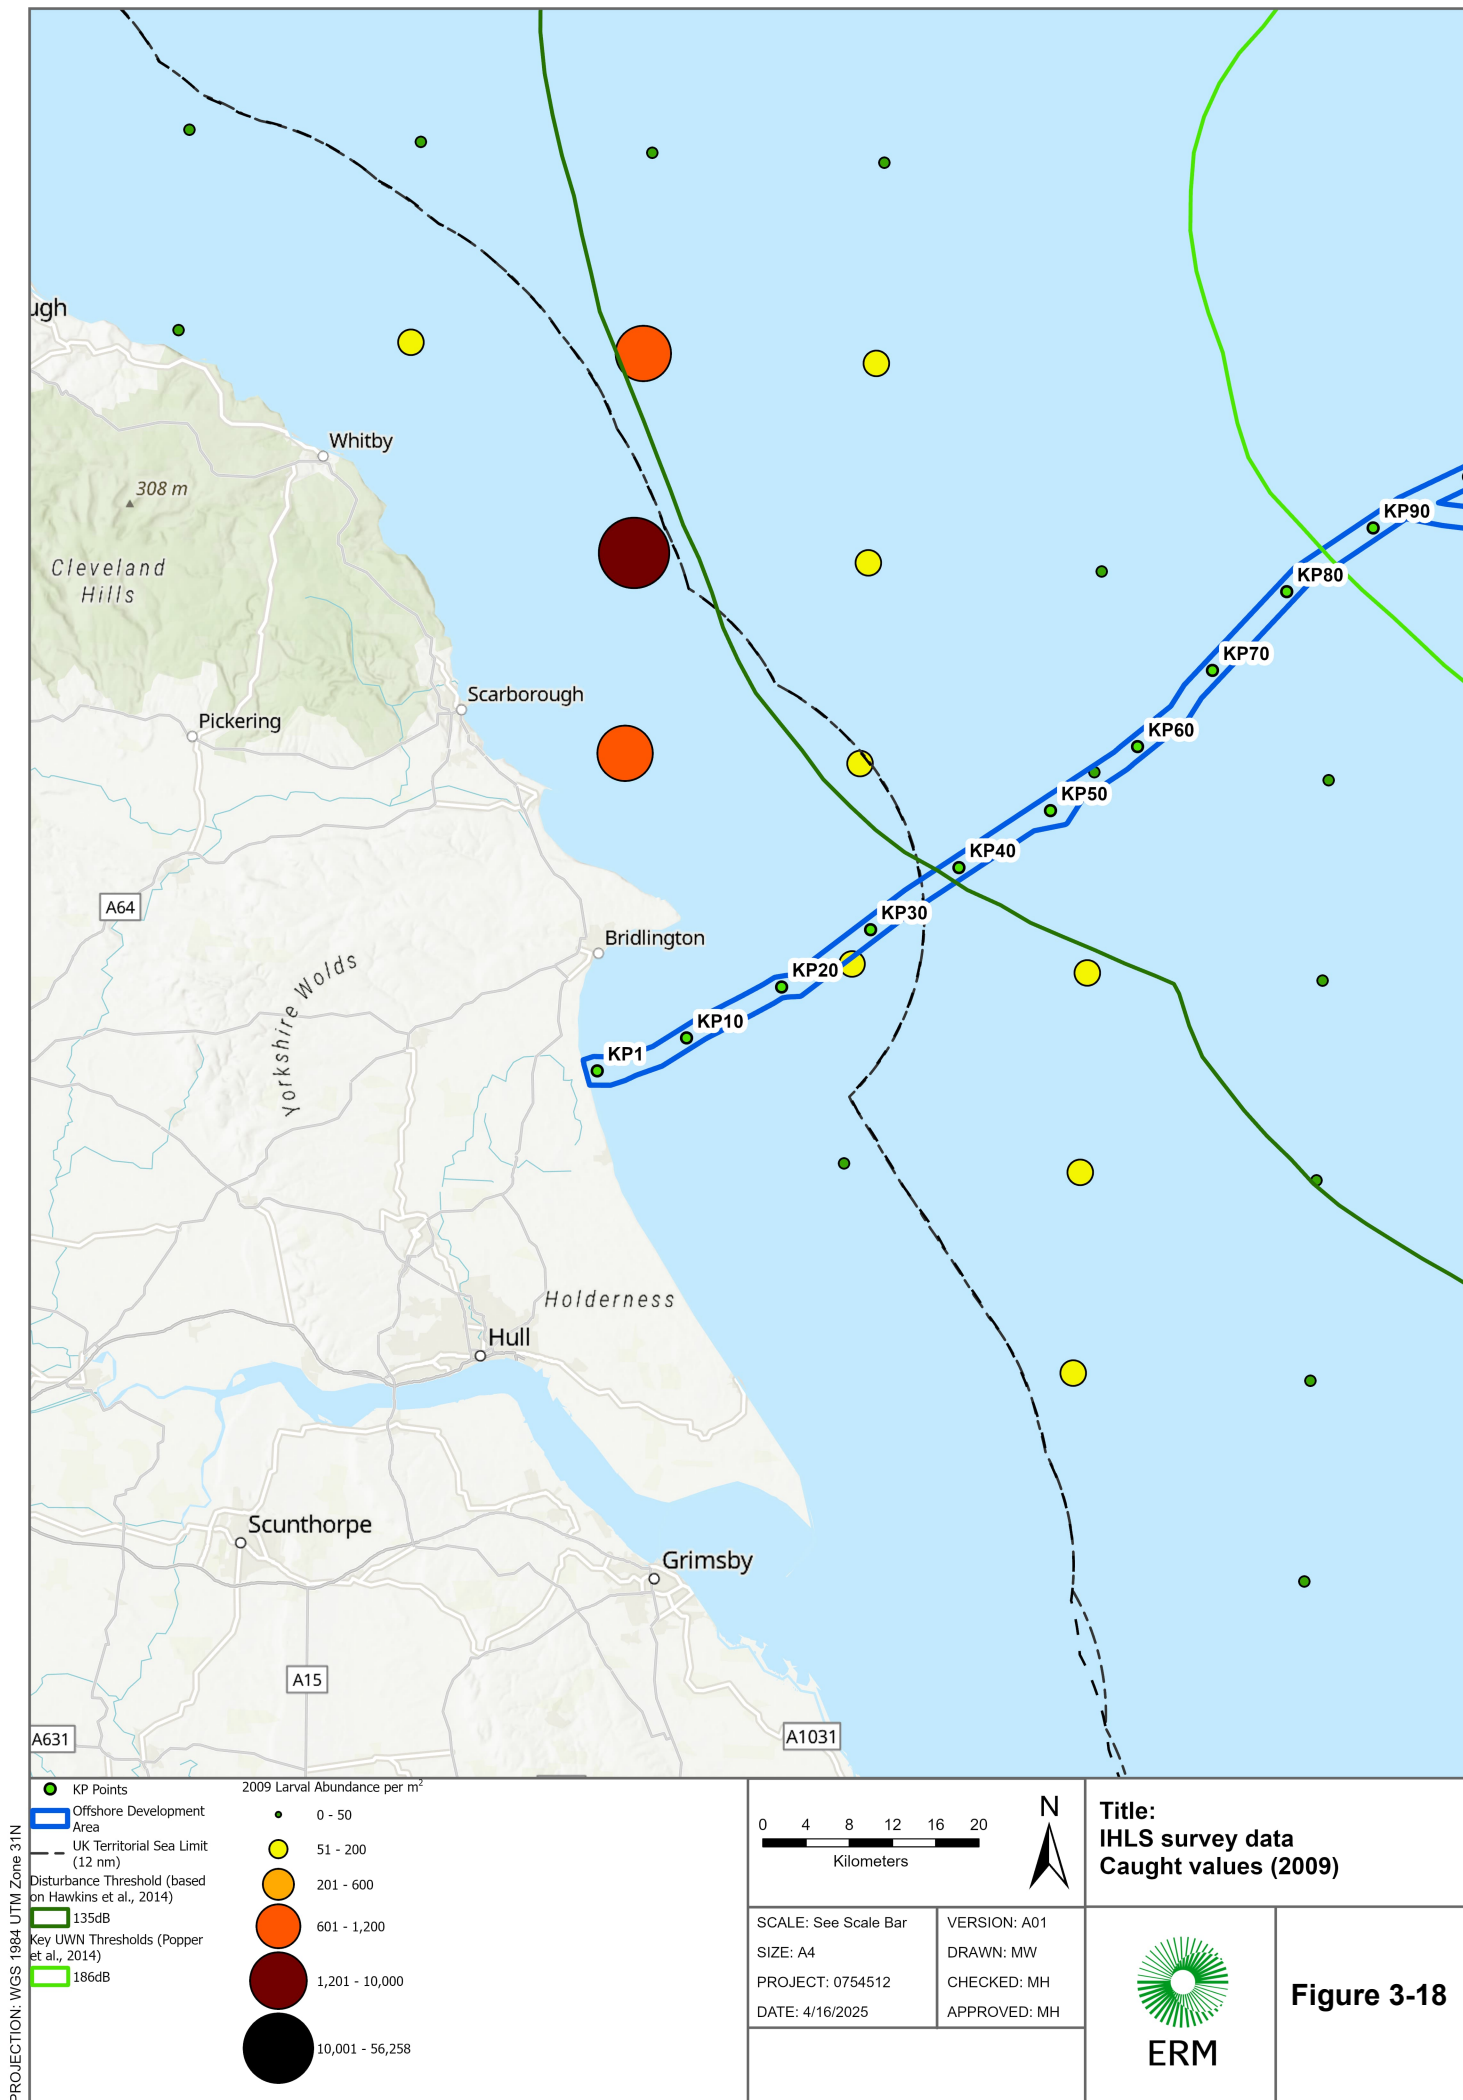 ugh
Whitby
308 m
Cleveland
Hills
KP90
KP80
KP70
Scarborough
Pickering
KP60
KP50
KP40
A64
KP30
Bridlington
KP20
Yorkshire Wolds
KP10
KP1
Holderness
Hull
Scunthorpe
Grimsby
A15
A631
A1031
PROJECTION: WGS 1984 UTM Zone 31N
KP Points
Offshore Development
Area
UK Territorial Sea Limit
(12 nm)
Disturbance Threshold (based
on Hawkins et al., 2014)
135dB
Key UWN Thresholds (Popper
et al., 2014)
186dB
2009 Larval Abundance per m²
0 - 50
51 - 200
201 - 600
601 - 1,200
1,201 - 10,000
10,001 - 56,258
0 4 8 12 16 20
Kilometers
N
Title:
IHLS survey data
Caught values (2009)
SCALE: See Scale Bar
VERSION: A01
SIZE: A4
DRAWN: MW
PROJECT: 0754512
CHECKED: MH
DATE: 4/16/2025
APPROVED: MH
ERM
Figure 3-18